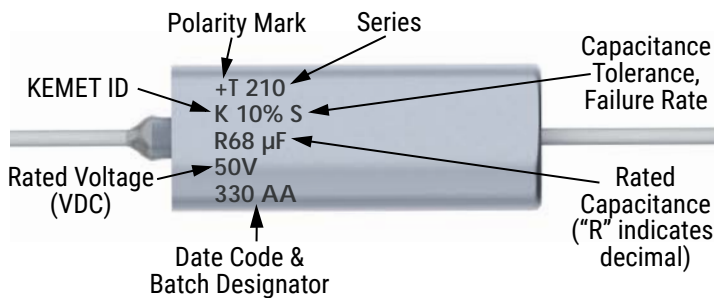 Polarity Mark
Series
Capacitance
Tolerance,
Failure Rate
KEMET ID
+T 210
K 10% S
R68 µF
50V
330 AA
Rated Voltage
(VDC)
Rated
Capacitance
("R" indicates
decimal)
Date Code &
Batch Designator